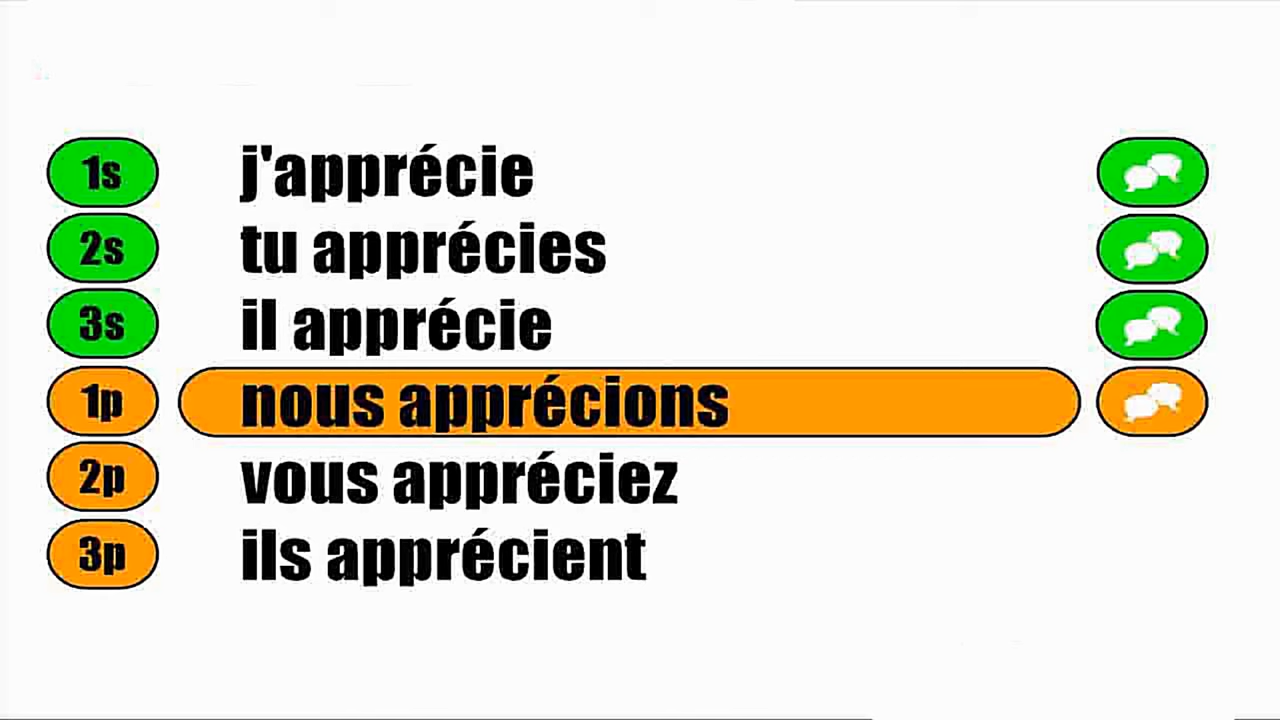 1s j'apprécie
2s tu apprécies
3s il apprécie
1p nous apprécions
2p vous appréciez
3p ils apprécient